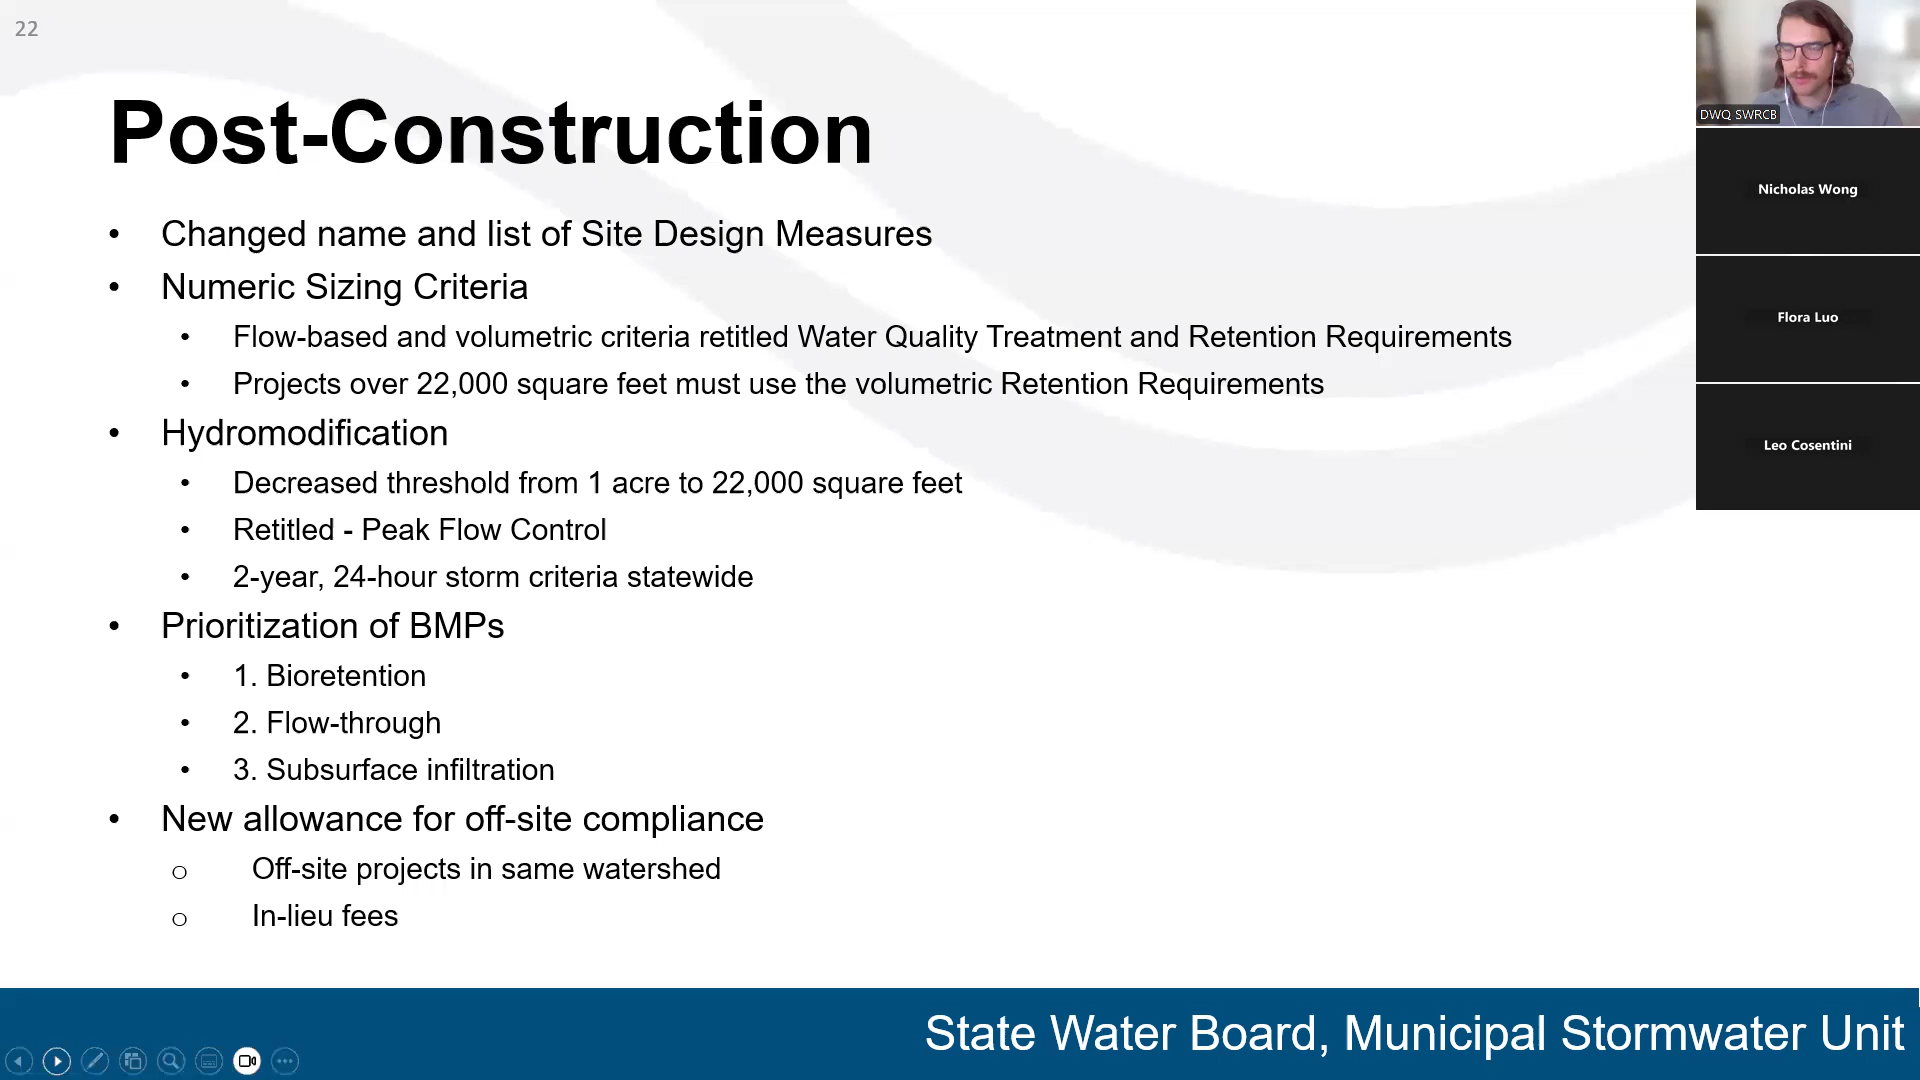 22
Post-Construction
• Changed name and list of Site Design Measures
• Numeric Sizing Criteria
• Flow-based and volumetric criteria retitled Water Quality Treatment and Retention Requirements
• Projects over 22,000 square feet must use the volumetric Retention Requirements
• Hydromodification
• Decreased threshold from 1 acre to 22,000 square feet
• Retitled - Peak Flow Control
• 2-year, 24-hour storm criteria statewide
• Prioritization of BMPs
• 1. Bioretention
• 2. Flow-through
• 3. Subsurface infiltration
• New allowance for off-site compliance
o Off-site projects in same watershed
o In-lieu fees
State Water Board, Municipal Stormwater Unit
DWQ SWRCB
Nicholas Wong
Flora Luo
Leo Cosentini